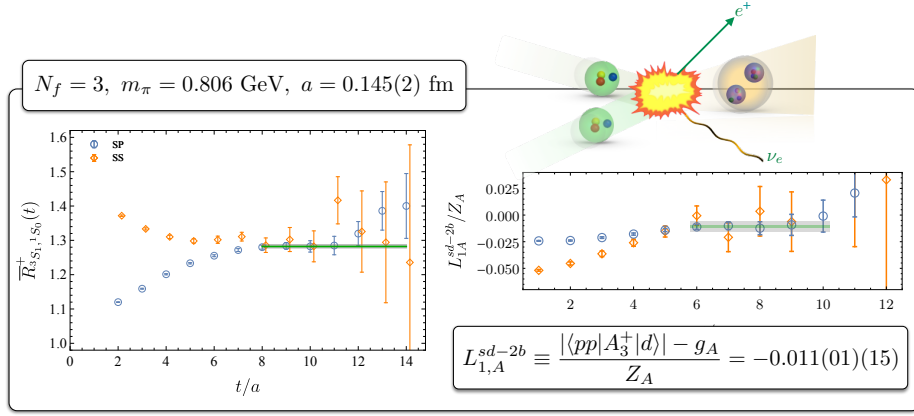 e⁺
N_f = 3, m_π = 0.806 GeV, a = 0.145(2) fm
ν_e
SP
SS
1.6
1.5
1.4
1.3
1.2
1.1
1.0
0 2 4 6 8 10 12 14
t/a
R̅⁺_{³S₁,¹S₀}(t)
0.025
0.000
-0.025
-0.050
2 4 6 8 10 12
L^{sd-2b}_{1A}/Z_A
L^{sd-2b}_{1,A} ≡ |⟨pp|A₃⁺|d⟩| − g_A / Z_A = −0.011(01)(15)